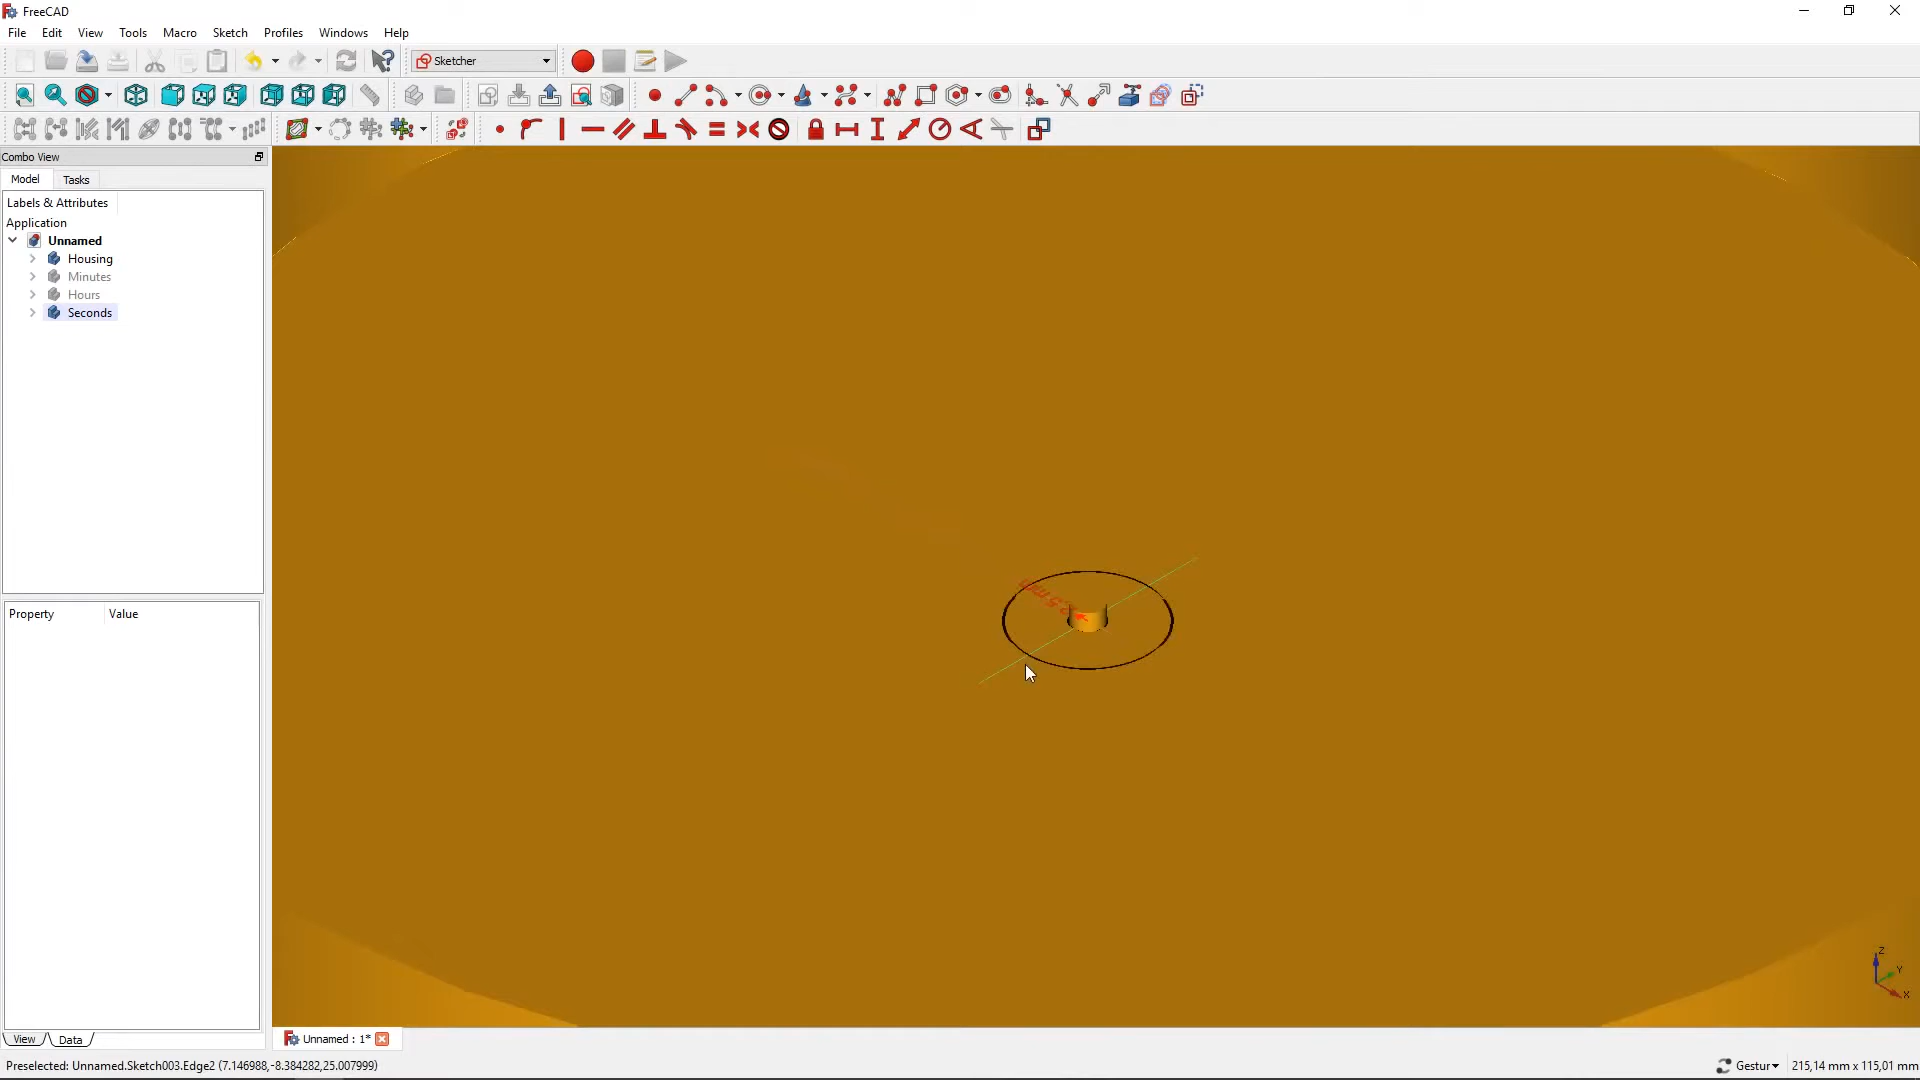 FreeCAD
File Edit View Tools Macro Sketch Profiles Windows Help
Sketcher
Combo View
Model Tasks
Labels & Attributes
Application
Unnamed
Housing
Minutes
Hours
Seconds
Property Value
View Data
Unnamed : 1*
Z
Y
X
Preselected: Unnamed.Sketch003.Edge2 (7.146988,-8.384282,25.007999)
Gestur 215,14 mm x 115,01 mm